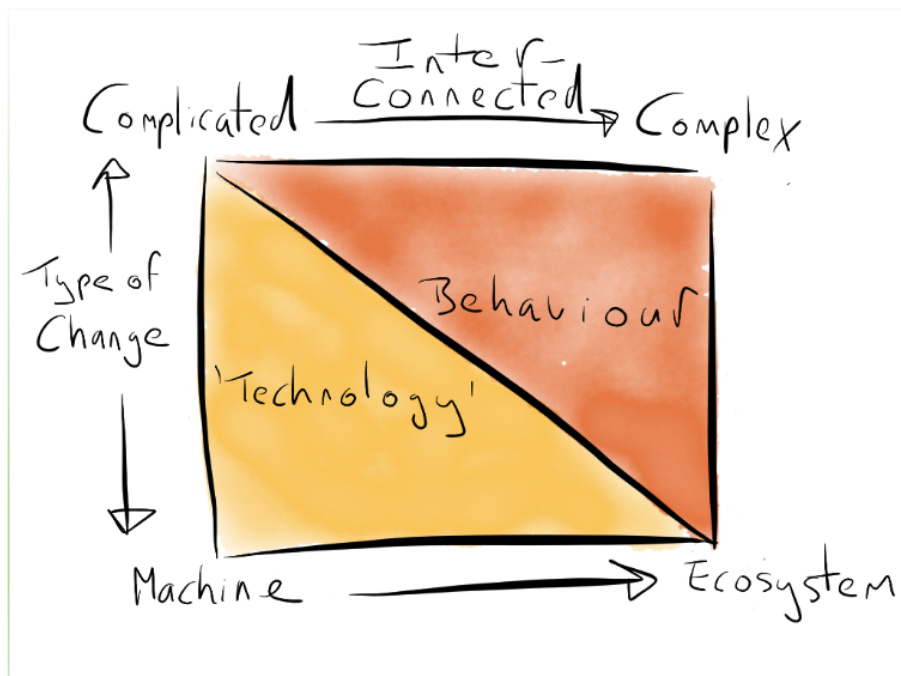 Inter-
Connected
Complicated
Complex
Type of
Change
Behaviour
'Technology'
Machine
Ecosystem